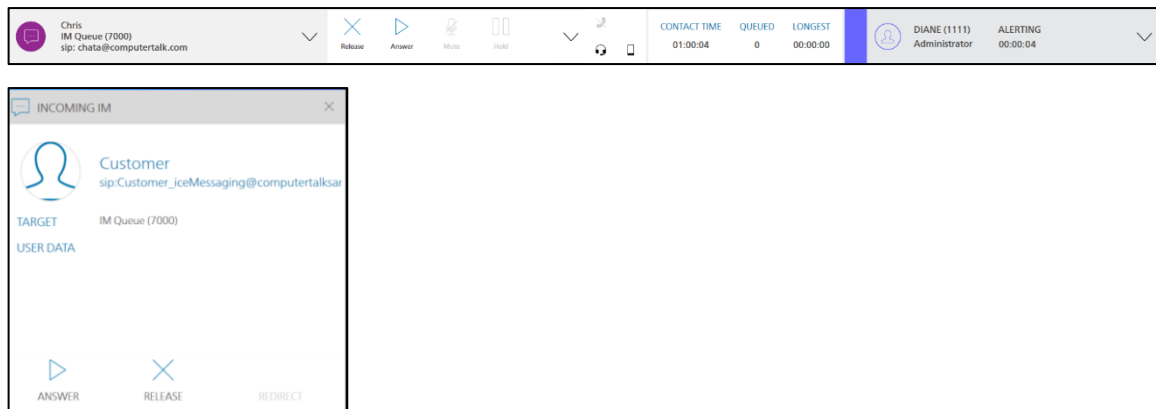 Chris
IM Queue (7000)
sip: chata@computertalk.com
Release
Answer
Mute
Hold
CONTACT TIME QUEUED LONGEST
01:00:04 0 00:00:00
DIANE (1111) ALERTING
Administrator 00:00:04
INCOMING IM
Customer
sip:Customer_iceMessaging@computertalksar
TARGET IM Queue (7000)
USER DATA
ANSWER RELEASE REDIRECT